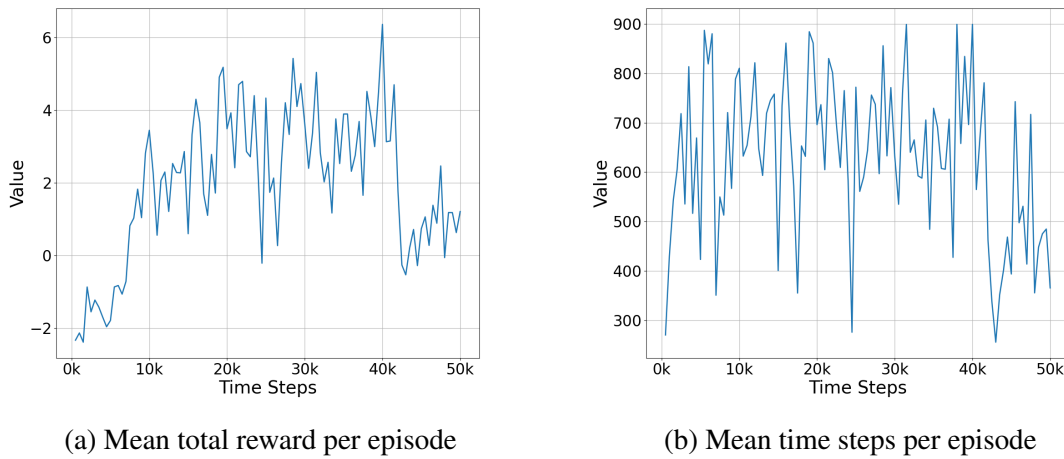 6
4
2
0
−2
Value
0k 10k 20k 30k 40k 50k
Time Steps
(a) Mean total reward per episode
900
800
700
600
500
400
300
Value
0k 10k 20k 30k 40k 50k
Time Steps
(b) Mean time steps per episode